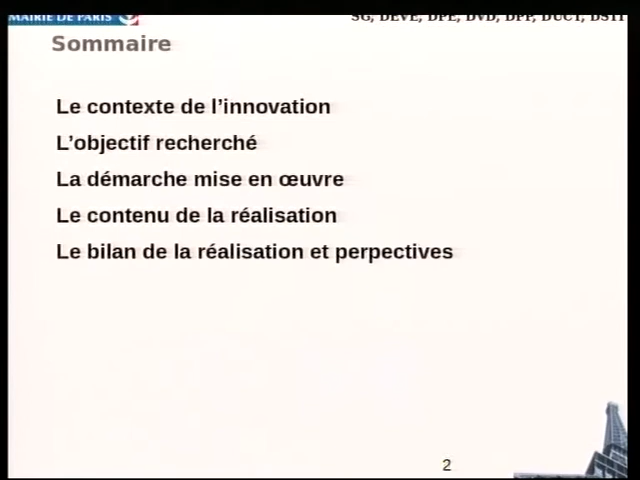 MAIRIE DE PARIS
SG, DEVE, DPE, DVD, DPP, DUCT, DSTI
Sommaire
Le contexte de l’innovation
L’objectif recherché
La démarche mise en œuvre
Le contenu de la réalisation
Le bilan de la réalisation et perpectives
2